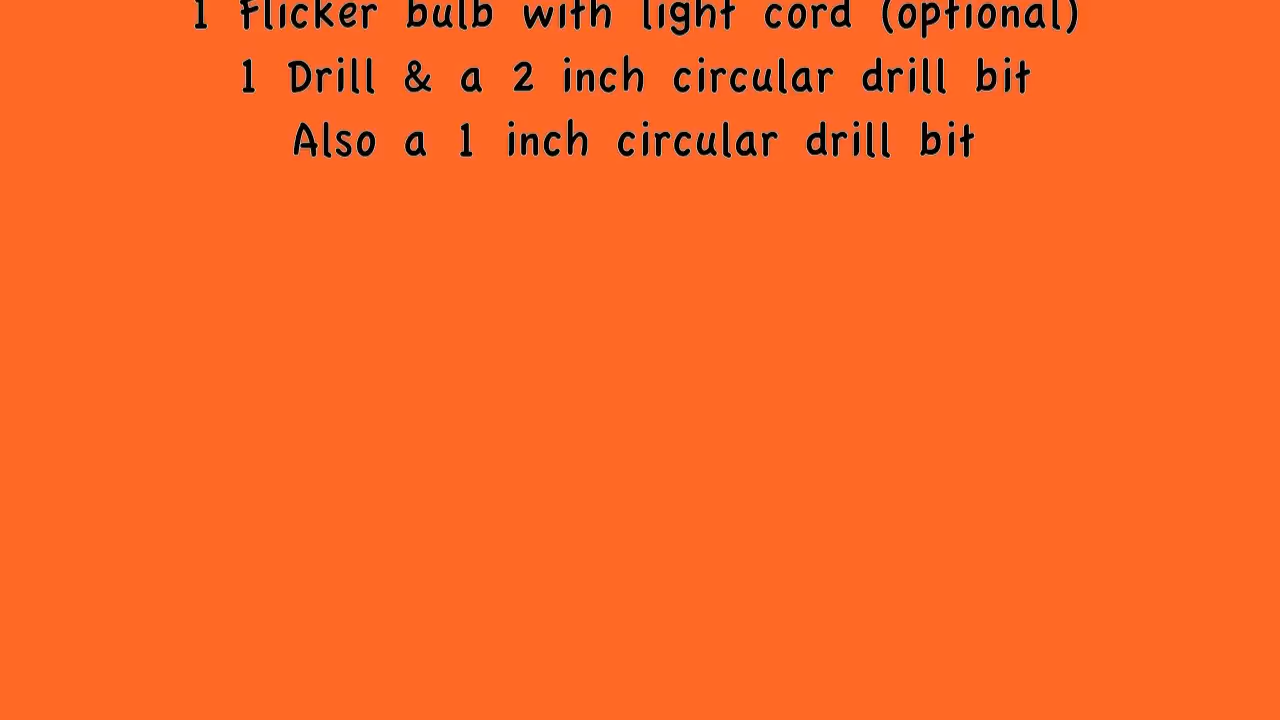 1 Flicker bulb with light cord (optional)
1 Drill & a 2 inch circular drill bit
Also a 1 inch circular drill bit